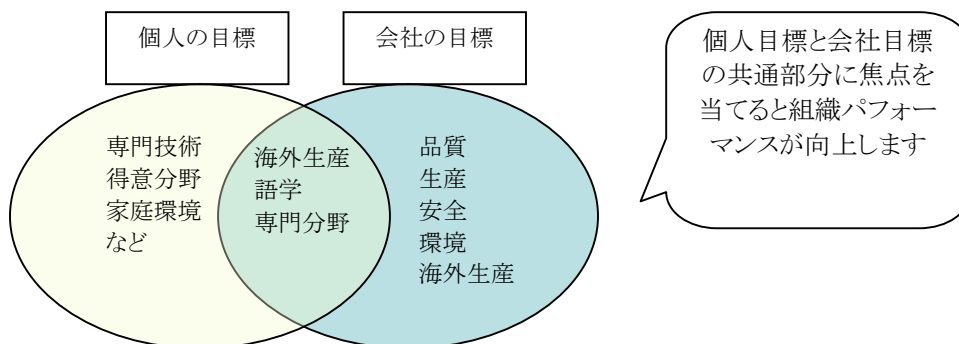 個人の目標
会社の目標
個人目標と会社目標
の共通部分に焦点を
当てると組織パフォー
マンスが向上します
専門技術
得意分野
家庭環境
など
海外生産
語学
専門分野
品質
生産
安全
環境
海外生産